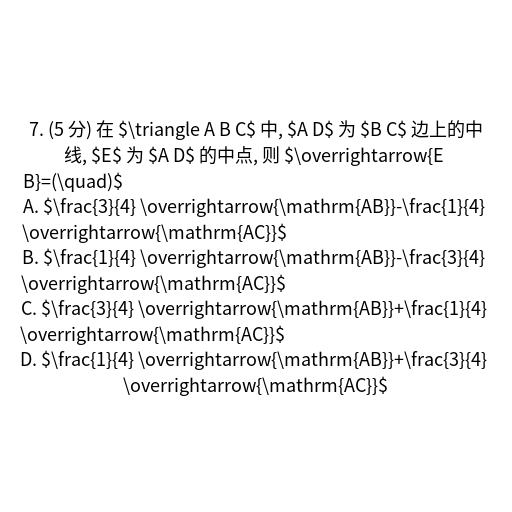 7. (5 分) 在 $\triangle A B C$ 中, $A D$ 为 $B C$ 边上的中
线, $E$ 为 $A D$ 的中点, 则 $\overrightarrow{E
B}=(\quad)$
A. $\frac{3}{4} \overrightarrow{\mathrm{AB}}-\frac{1}{4}
\overrightarrow{\mathrm{AC}}$
B. $\frac{1}{4} \overrightarrow{\mathrm{AB}}-\frac{3}{4}
\overrightarrow{\mathrm{AC}}$
C. $\frac{3}{4} \overrightarrow{\mathrm{AB}}+\frac{1}{4}
\overrightarrow{\mathrm{AC}}$
D. $\frac{1}{4} \overrightarrow{\mathrm{AB}}+\frac{3}{4}
\overrightarrow{\mathrm{AC}}$